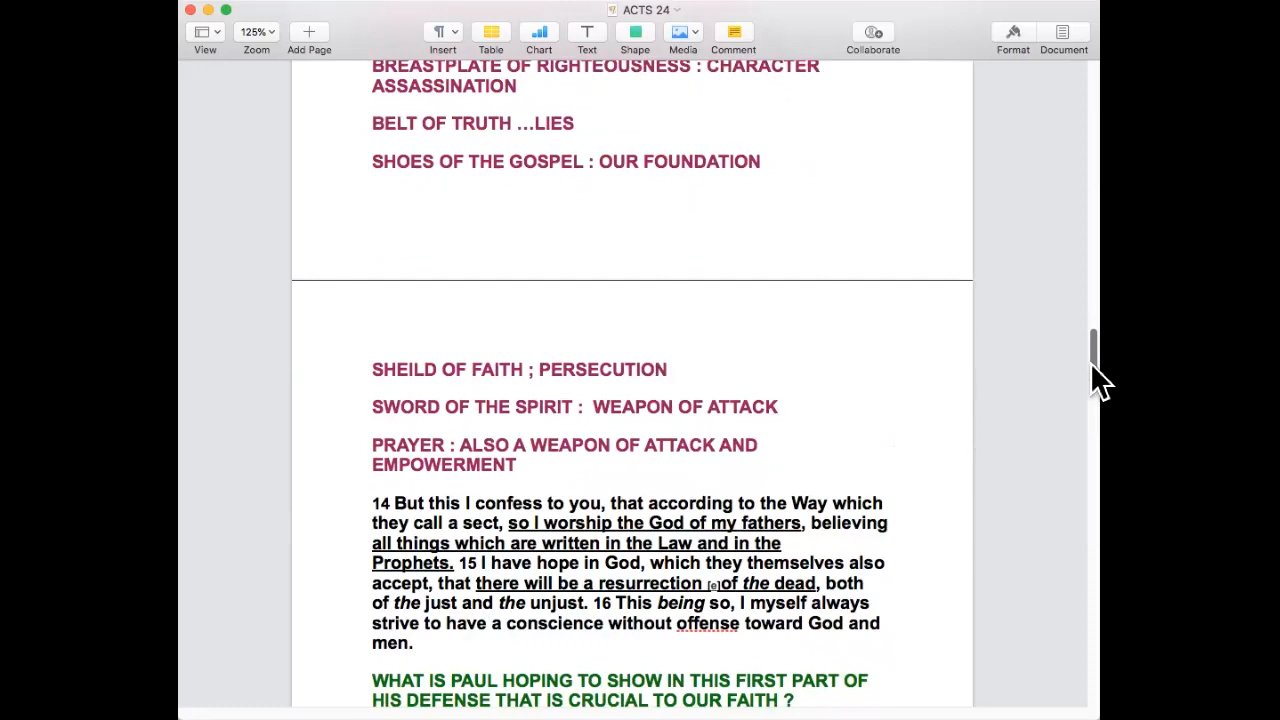 ACTS 24
125%
View
Zoom
Add Page
Insert
Table
Chart
Text
Shape
Media
Comment
Collaborate
Format
Document
BREASTPLATE OF RIGHTEOUSNESS : CHARACTER
ASSASSINATION
BELT OF TRUTH ...LIES
SHOES OF THE GOSPEL : OUR FOUNDATION
SHEILD OF FAITH ; PERSECUTION
SWORD OF THE SPIRIT :  WEAPON OF ATTACK
PRAYER : ALSO A WEAPON OF ATTACK AND
EMPOWERMENT
14 But this I confess to you, that according to the Way which
they call a sect, so I worship the God of my fathers, believing
all things which are written in the Law and in the
Prophets. 15 I have hope in God, which they themselves also
accept, that there will be a resurrection [e]of the dead, both
of the just and the unjust. 16 This being so, I myself always
strive to have a conscience without offense toward God and
men.
WHAT IS PAUL HOPING TO SHOW IN THIS FIRST PART OF
HIS DEFENSE THAT IS CRUCIAL TO OUR FAITH ?